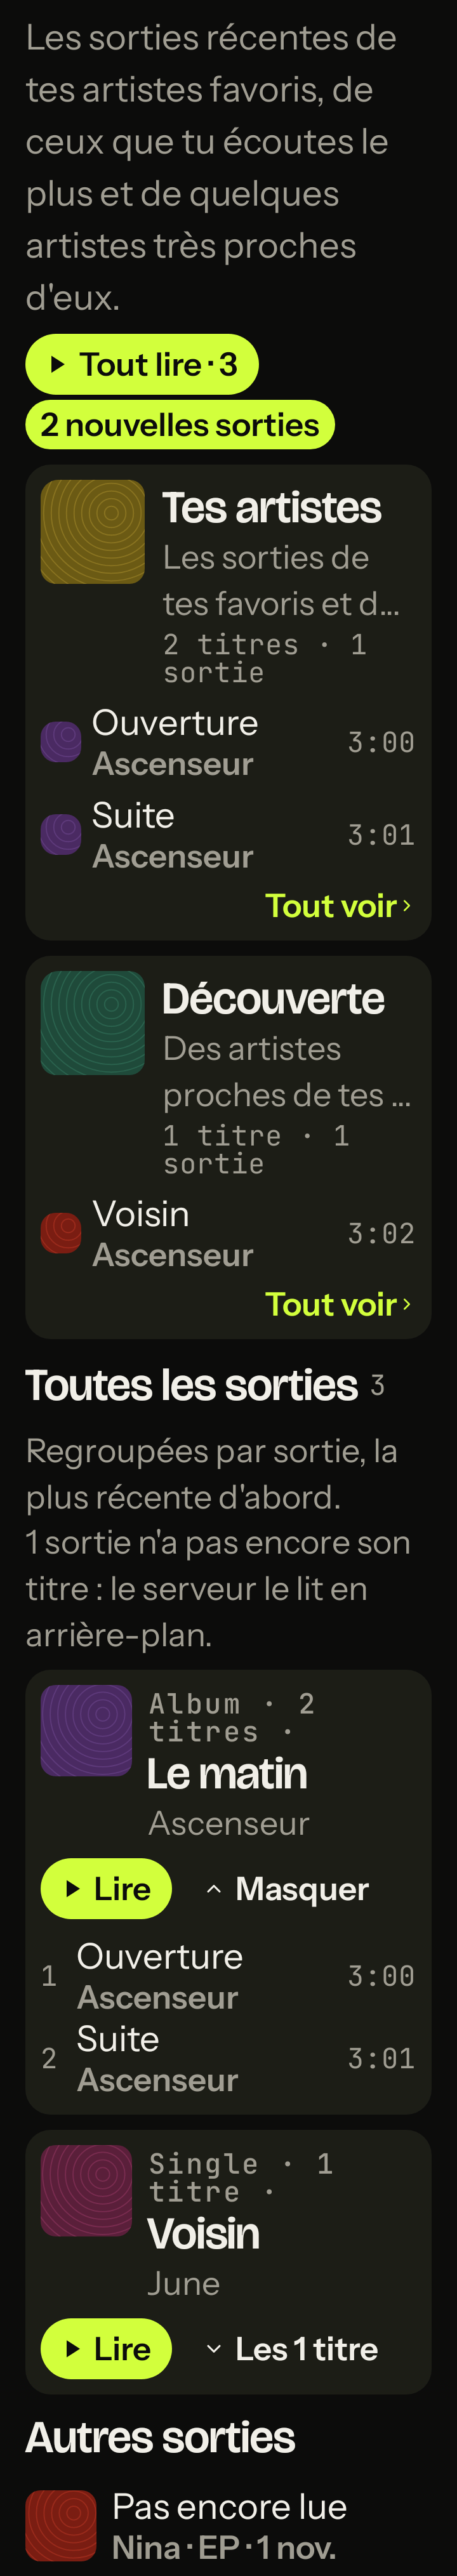 Les sorties récentes de
tes artistes favoris, de
ceux que tu écoutes le
plus et de quelques
artistes très proches
d'eux.
Tout lire · 3
2 nouvelles sorties
Tes artistes
Les sorties de
tes favoris et d...
2 titres · 1
sortie
Ouverture
Ascenseur
3:00
Suite
Ascenseur
3:01
Tout voir ›
Découverte
Des artistes
proches de tes ...
1 titre · 1
sortie
Voisin
Ascenseur
3:02
Tout voir ›
Toutes les sorties 3
Regroupées par sortie, la
plus récente d'abord.
1 sortie n'a pas encore son
titre : le serveur le lit en
arrière-plan.
Album · 2
titres ·
Le matin
Ascenseur
Lire
Masquer
1
Ouverture
Ascenseur
3:00
2
Suite
Ascenseur
3:01
Single · 1
titre ·
Voisin
June
Lire
Les 1 titre
Autres sorties
Pas encore lue
Nina · EP · 1 nov.